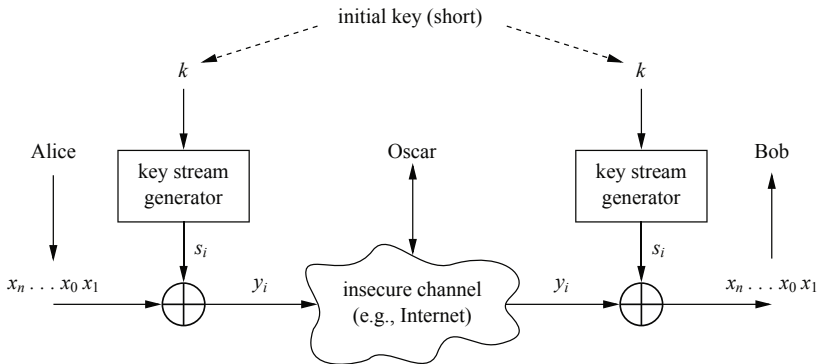 initial key (short)
k k
Alice key stream generator Oscar key stream generator Bob
s_i s_i
x_n . . . x_0 x_1 y_i insecure channel (e.g., Internet) y_i x_n . . . x_0 x_1